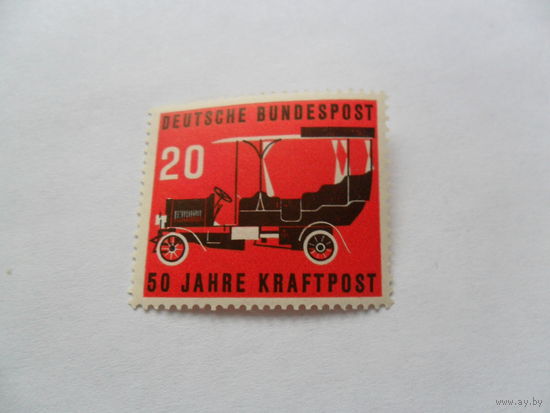 DEUTSCHE BUNDESPOST
20
50 JAHRE KRAFTPOST
www.ay.by